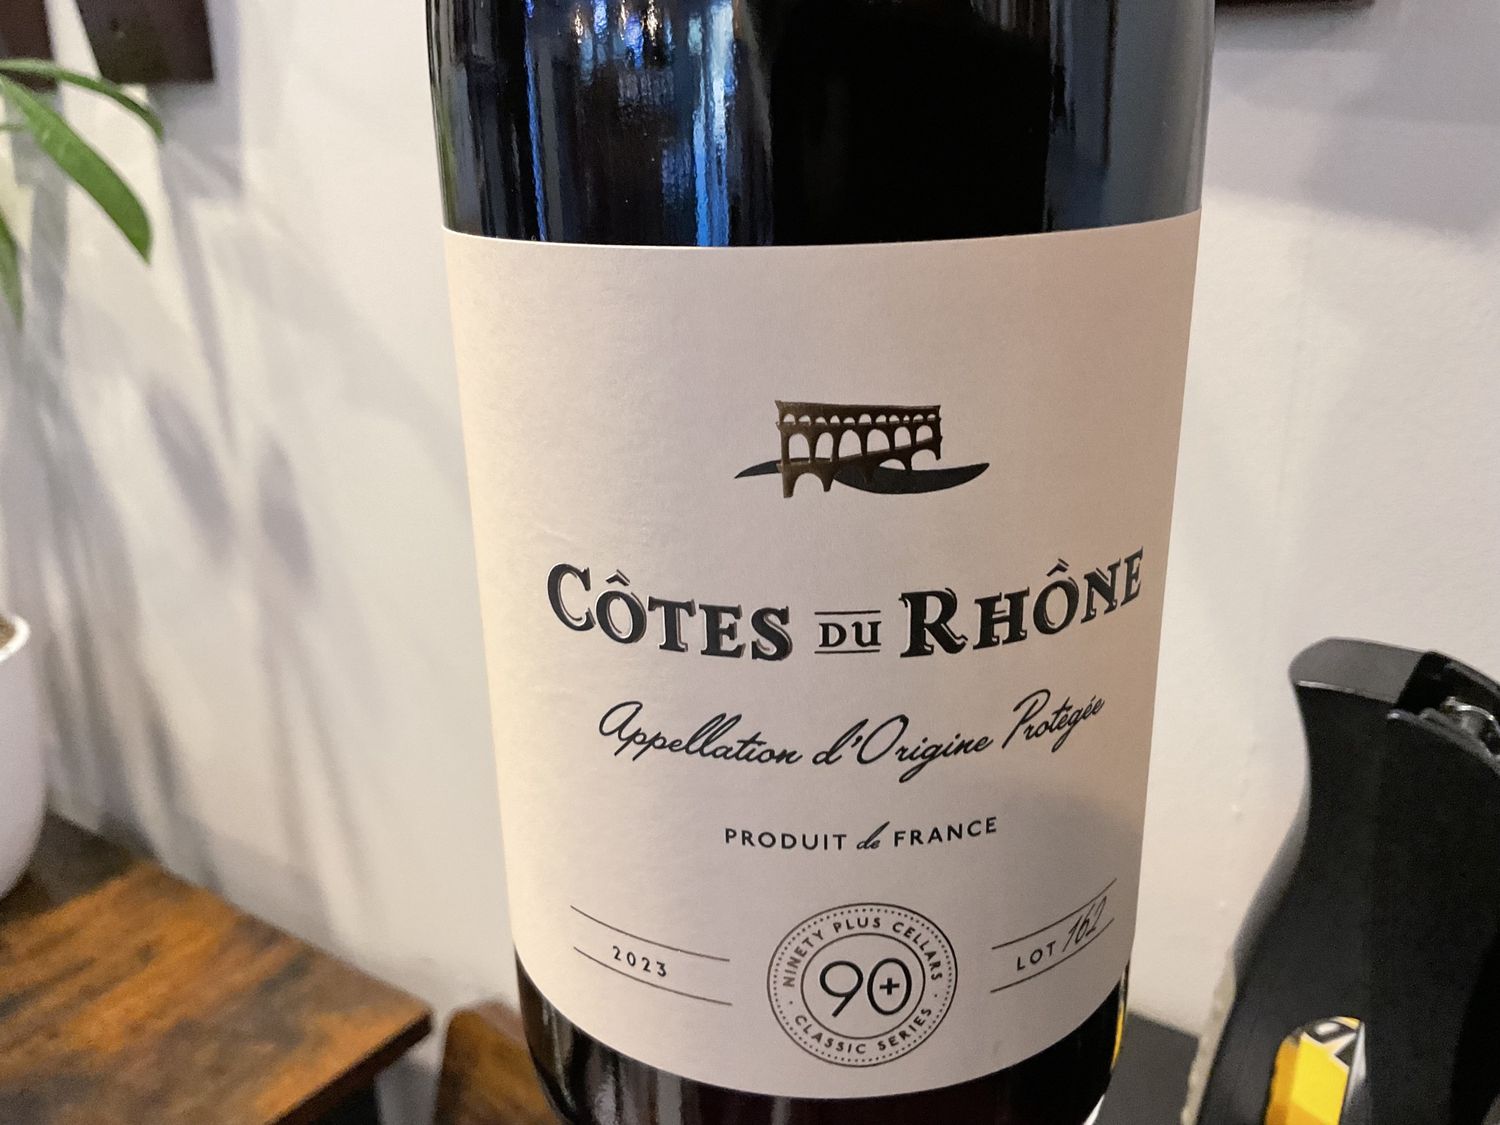 CÔTES DU RHÔNE
Appellation d'Origine Protégée
PRODUIT de FRANCE
2023
NINETY PLUS CELLARS
90+
CLASSIC SERIES
LOT 162